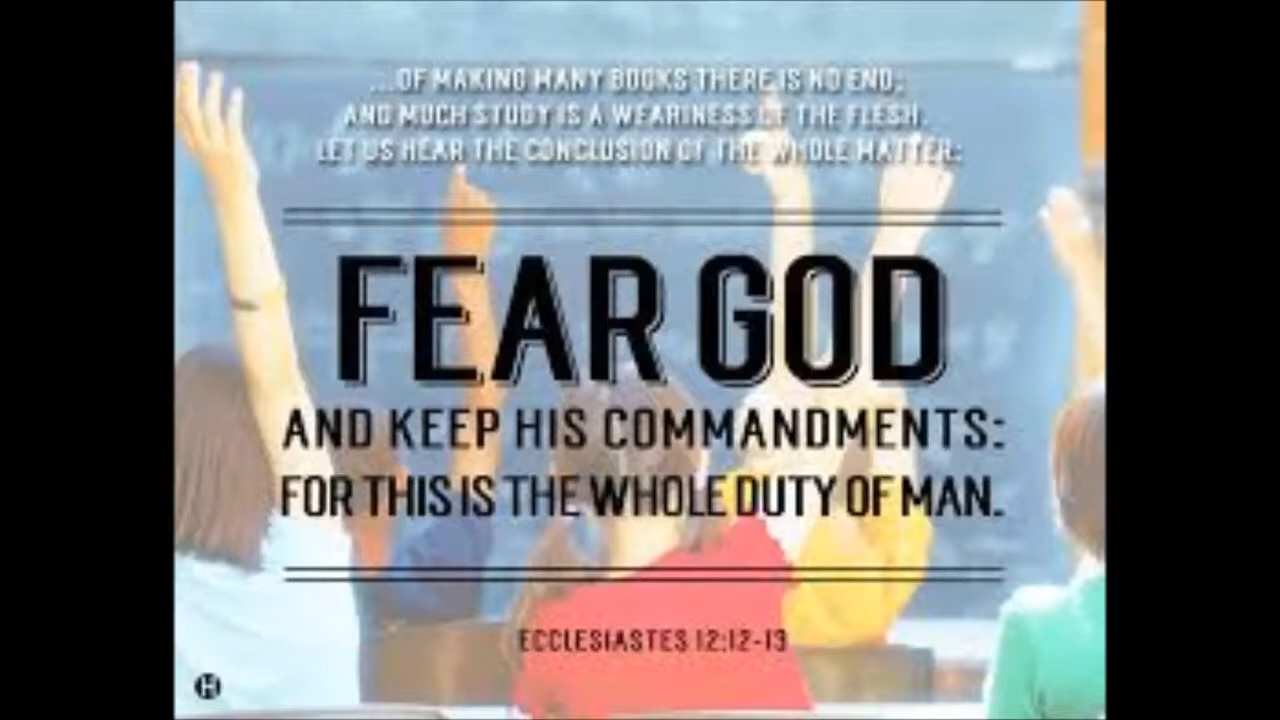 ...OF MAKING MANY BOOKS THERE IS NO END;
AND MUCH STUDY IS A WEARINESS OF THE FLESH.
LET US HEAR THE CONCLUSION OF THE WHOLE MATTER:
FEAR GOD
AND KEEP HIS COMMANDMENTS:
FOR THIS IS THE WHOLE DUTY OF MAN.
ECCLESIASTES 12:12-13
H